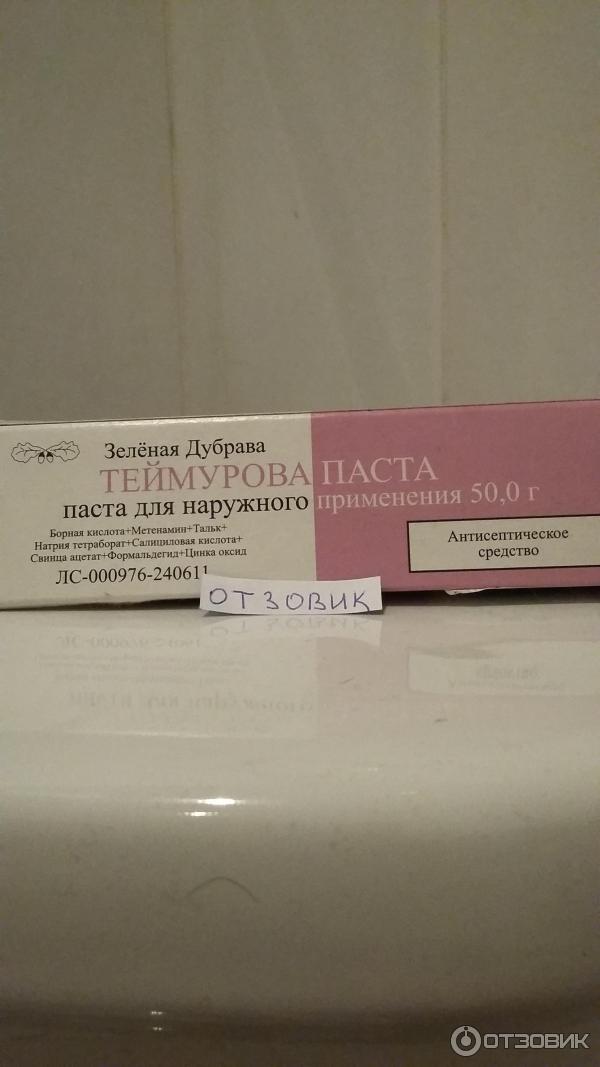 Зелёная Дубрава
ТЕЙМУРОВА ПАСТА
паста для наружного применения 50,0 г
Борная кислота+Метенамин+Тальк+
Натрия тетраборат+Салициловая кислота+
Свинца ацетат+Формальдегид+Цинка оксид
ЛС-000976-240611
Антисептическое
средство
ОТЗОВИК
ОТЗОВИК